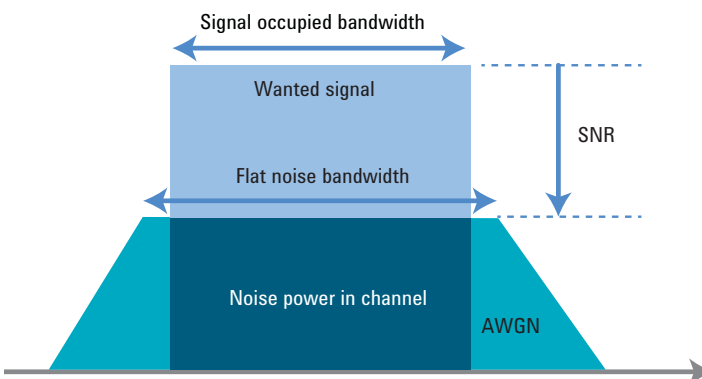 Signal occupied bandwidth
Wanted signal
SNR
Flat noise bandwidth
Noise power in channel
AWGN